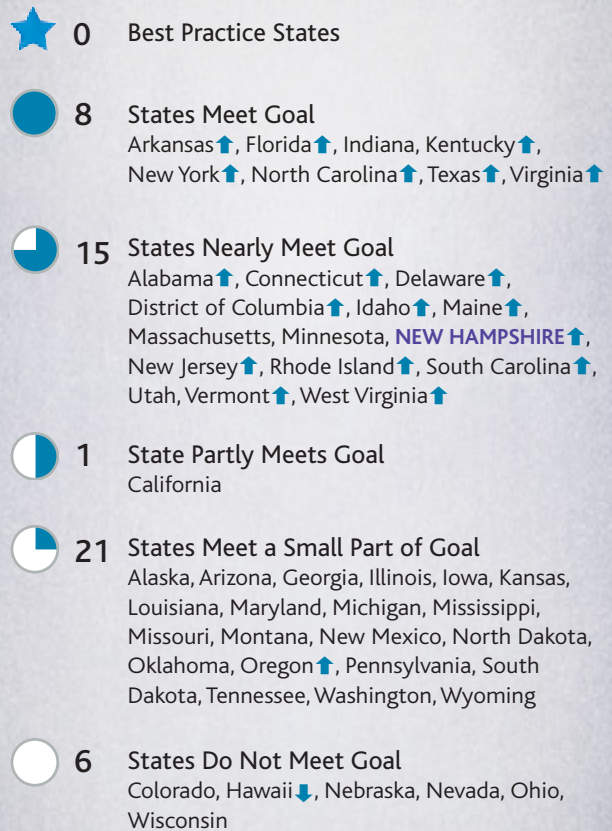 0 Best Practice States
8 States Meet Goal
Arkansas⬆, Florida⬆, Indiana, Kentucky⬆,
New York⬆, North Carolina⬆, Texas⬆, Virginia⬆
15 States Nearly Meet Goal
Alabama⬆, Connecticut⬆, Delaware⬆,
District of Columbia⬆, Idaho⬆, Maine⬆,
Massachusetts, Minnesota, NEW HAMPSHIRE⬆,
New Jersey⬆, Rhode Island⬆, South Carolina⬆,
Utah, Vermont⬆, West Virginia⬆
1 State Partly Meets Goal
California
21 States Meet a Small Part of Goal
Alaska, Arizona, Georgia, Illinois, Iowa, Kansas,
Louisiana, Maryland, Michigan, Mississippi,
Missouri, Montana, New Mexico, North Dakota,
Oklahoma, Oregon⬆, Pennsylvania, South
Dakota, Tennessee, Washington, Wyoming
6 States Do Not Meet Goal
Colorado, Hawaii⬇, Nebraska, Nevada, Ohio,
Wisconsin